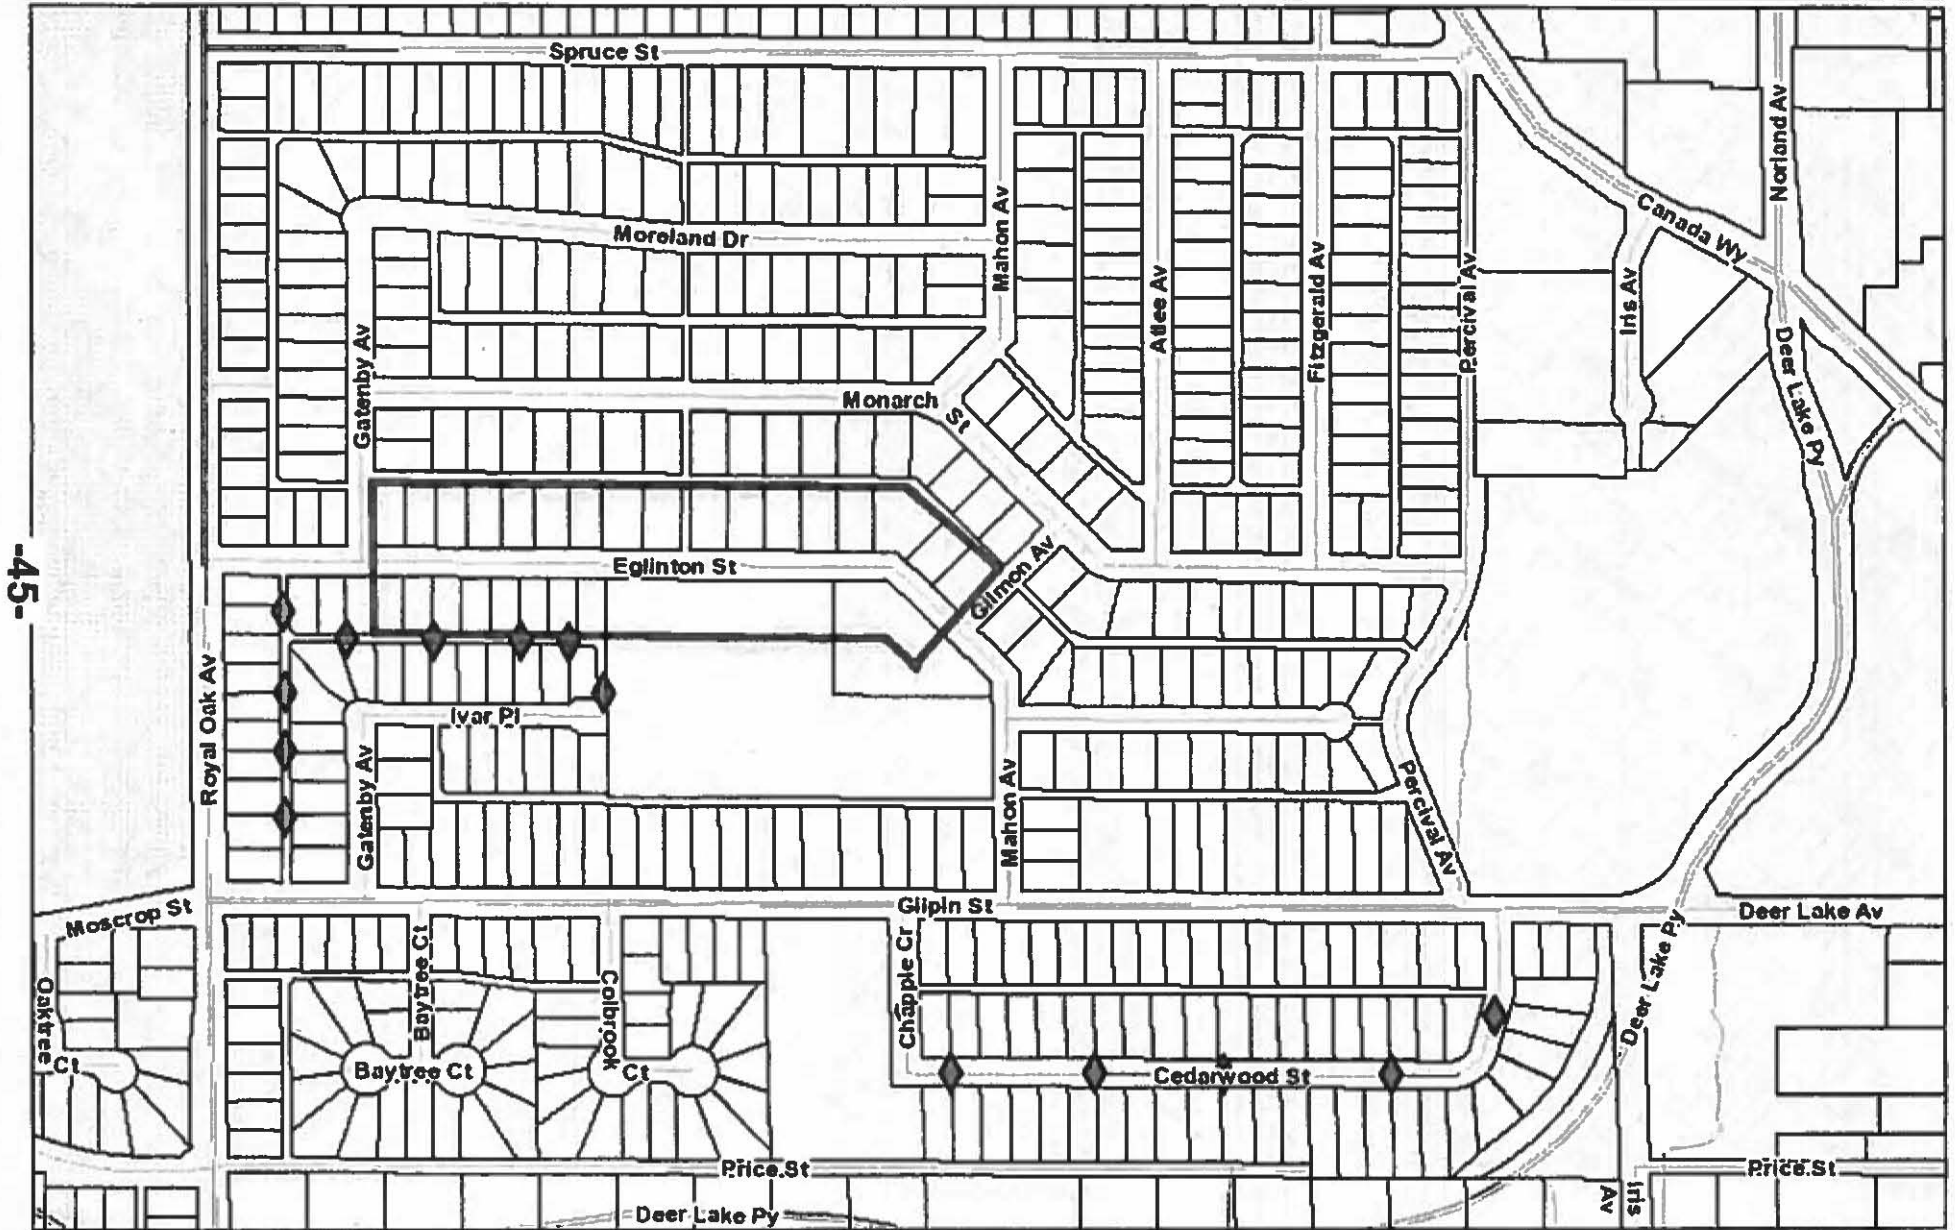 Spruce St
Norland Av
Canada Wy
Mahon Av
Moreland Dr
Atlee Av
Fitzgerald Av
Percival Av
Iris Av
Gatenby Av
Deer Lake Py
Monarch
St
Eglinton St
Gilmon Av
-45-
Royal Oak Av
Ivar Pl
Gatenby Av
Mahon Av
Percival Av
Moscrop St
Gilpin St
Deer Lake Av
Oaktree
Ct
Baytree Ct
Baytree Ct
Colbrook
Ct
Chapple Cr
Deer Lake Py
Cedarwood St
Price St
Price St
Iris
Av
Deer Lake Py